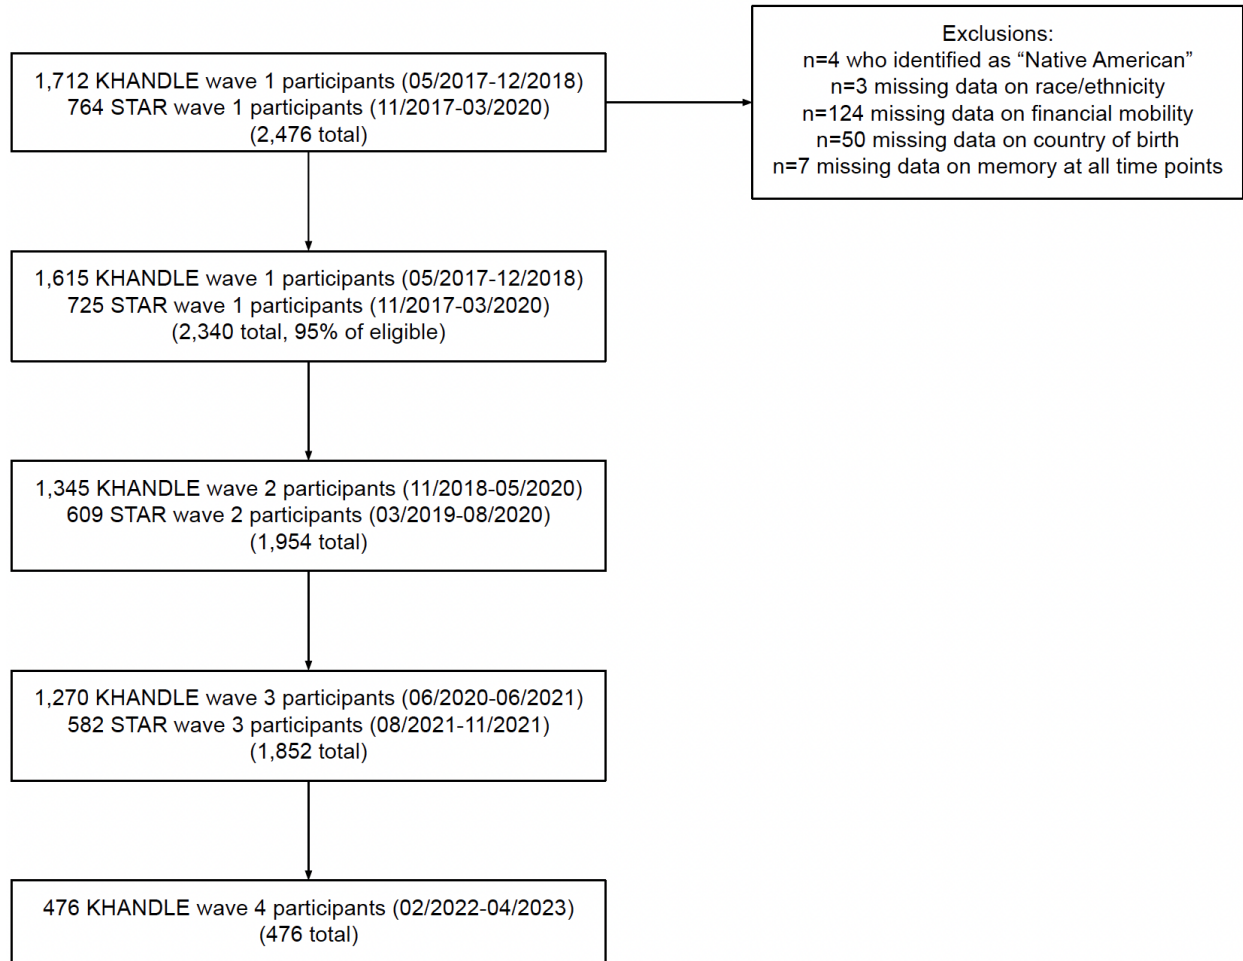 1,712 KHANDLE wave 1 participants (05/2017-12/2018)
764 STAR wave 1 participants (11/2017-03/2020)
(2,476 total)
Exclusions:
n=4 who identified as “Native American”
n=3 missing data on race/ethnicity
n=124 missing data on financial mobility
n=50 missing data on country of birth
n=7 missing data on memory at all time points
1,615 KHANDLE wave 1 participants (05/2017-12/2018)
725 STAR wave 1 participants (11/2017-03/2020)
(2,340 total, 95% of eligible)
1,345 KHANDLE wave 2 participants (11/2018-05/2020)
609 STAR wave 2 participants (03/2019-08/2020)
(1,954 total)
1,270 KHANDLE wave 3 participants (06/2020-06/2021)
582 STAR wave 3 participants (08/2021-11/2021)
(1,852 total)
476 KHANDLE wave 4 participants (02/2022-04/2023)
(476 total)